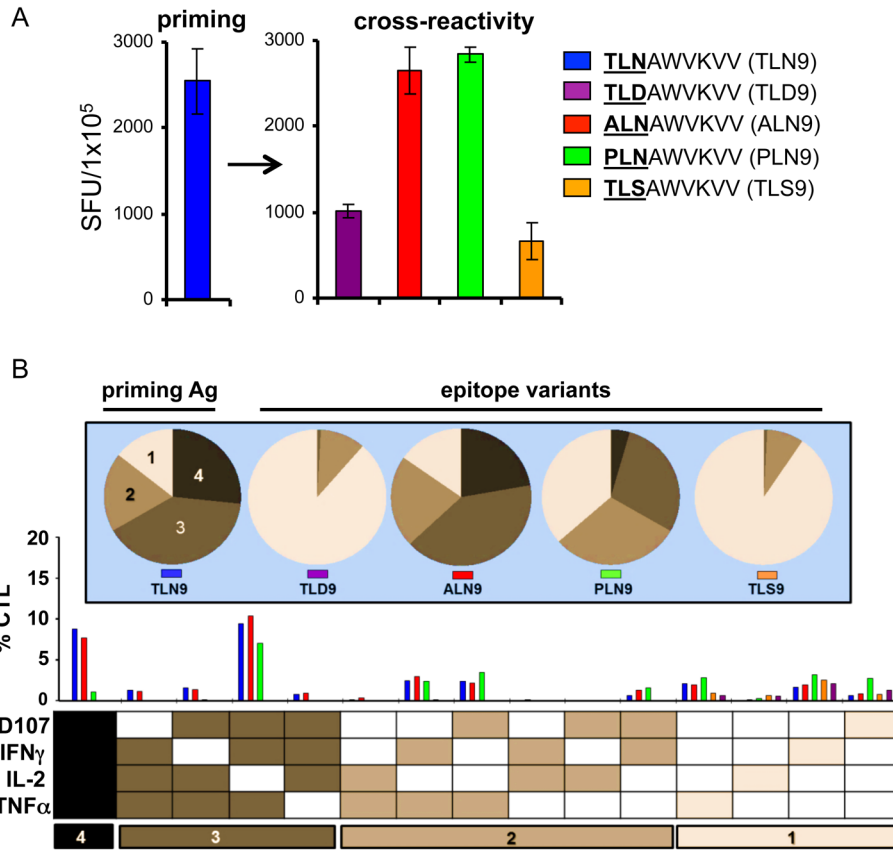 A
priming
cross-reactivity
3000
2000
1000
0
SFU/1x10⁵
3000
2000
1000
0
TLNAWVKVV (TLN9)
TLDAWVKVV (TLD9)
ALNAWVKVV (ALN9)
PLNAWVKVV (PLN9)
TLSAWVKVV (TLS9)
B
priming Ag
epitope variants
1
4
2
3
TLN9
TLD9
ALN9
PLN9
TLS9
20
15
10
5
0
% CTL
D107
IFNγ
IL-2
TNFα
4
3
2
1